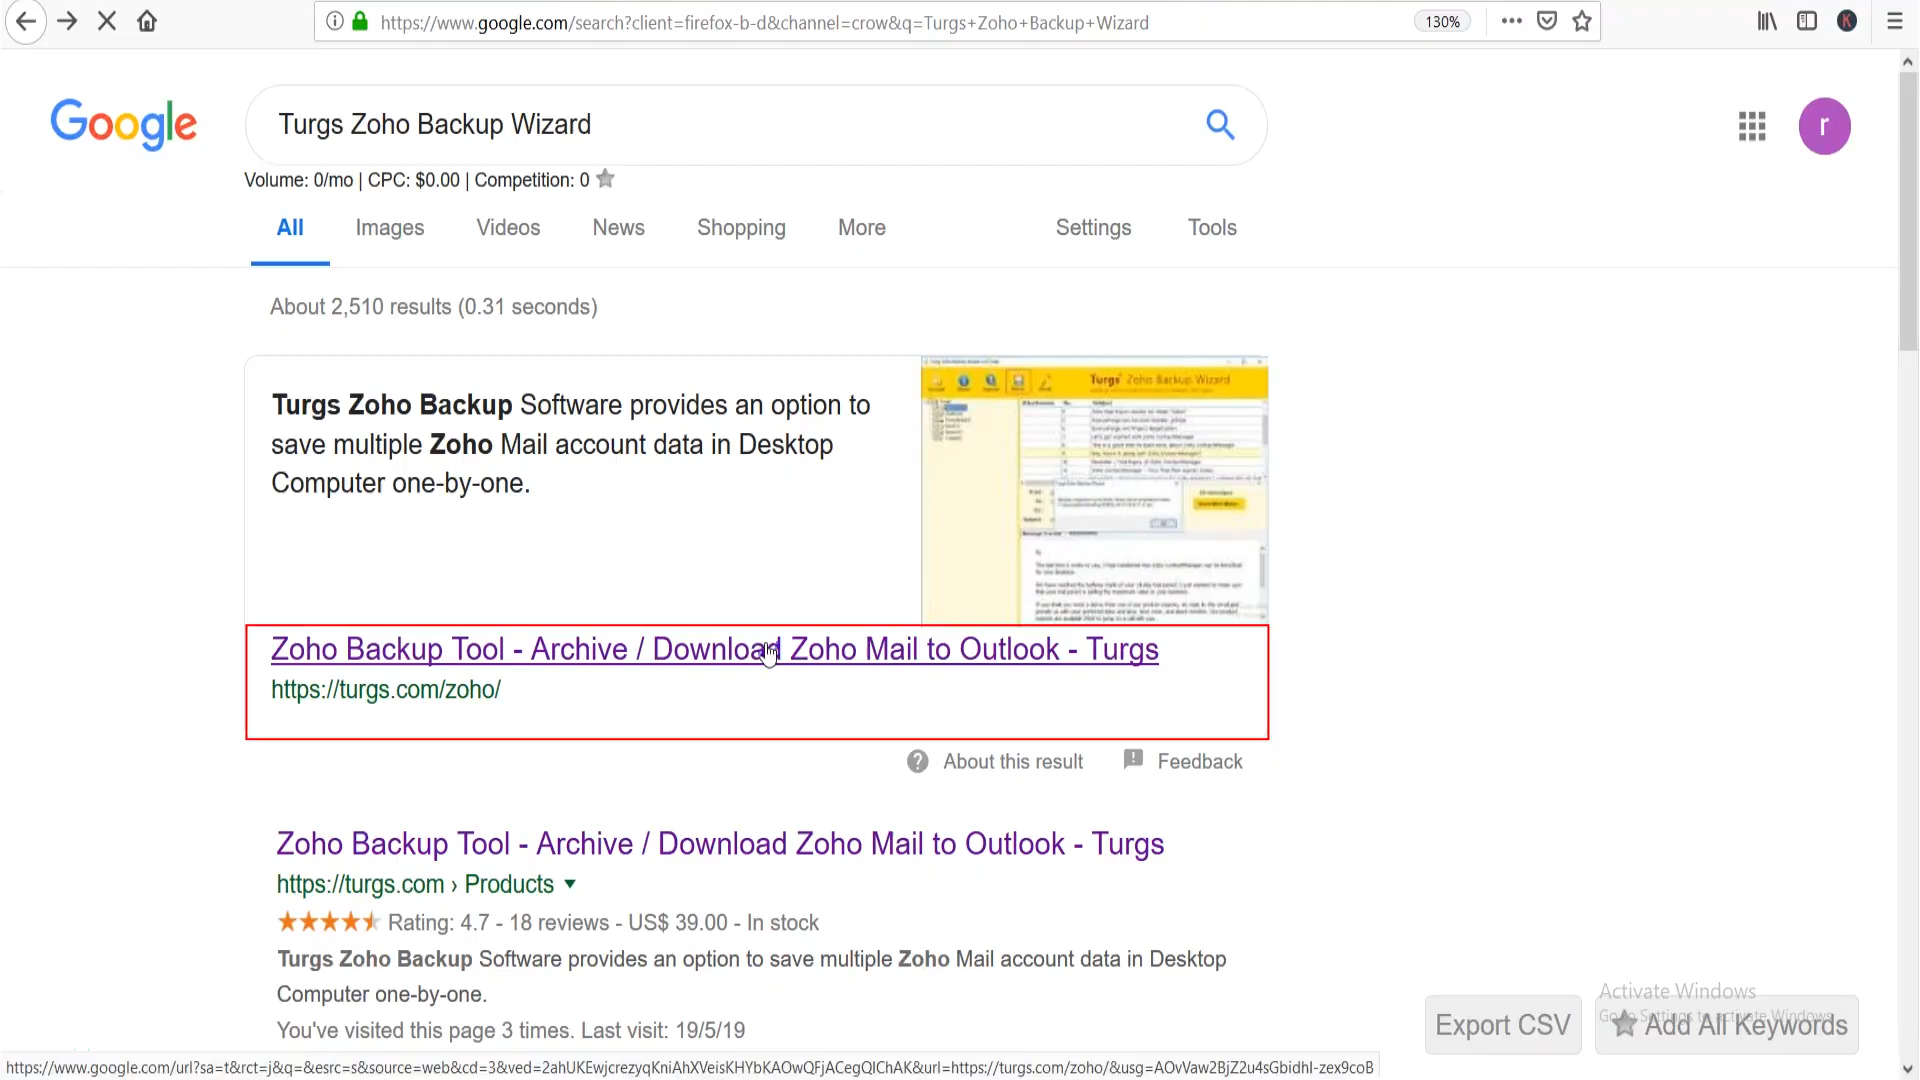 https://www.google.com/search?client=firefox-b-d&channel=crow&q=Turgs+Zoho+Backup+Wizard
130%
K
Google
Turgs Zoho Backup Wizard
r
Volume: 0/mo | CPC: $0.00 | Competition: 0
All Images Videos News Shopping More Settings Tools
About 2,510 results (0.31 seconds)
Turgs Zoho Backup Software provides an option to
save multiple Zoho Mail account data in Desktop
Computer one-by-one.
Turgs Zoho Backup Wizard
Zoho Backup Tool - Archive / Download Zoho Mail to Outlook - Turgs
https://turgs.com/zoho/
About this result Feedback
Zoho Backup Tool - Archive / Download Zoho Mail to Outlook - Turgs
https://turgs.com › Products
Rating: 4.7 - 18 reviews - US$ 39.00 - In stock
Turgs Zoho Backup Software provides an option to save multiple Zoho Mail account data in Desktop
Computer one-by-one.
You've visited this page 3 times. Last visit: 19/5/19
Activate Windows
Go to Settings to activate Windows.
Export CSV
Add All Keywords
https://www.google.com/url?sa=t&rct=j&q=&esrc=s&source=web&cd=3&ved=2ahUKEwjcrezyqKniAhXVeisKHYbKAOwQFjACegQIChAK&url=https://turgs.com/zoho/&usg=AOvVaw2BjZ2u4sGbidhI-zex9coB